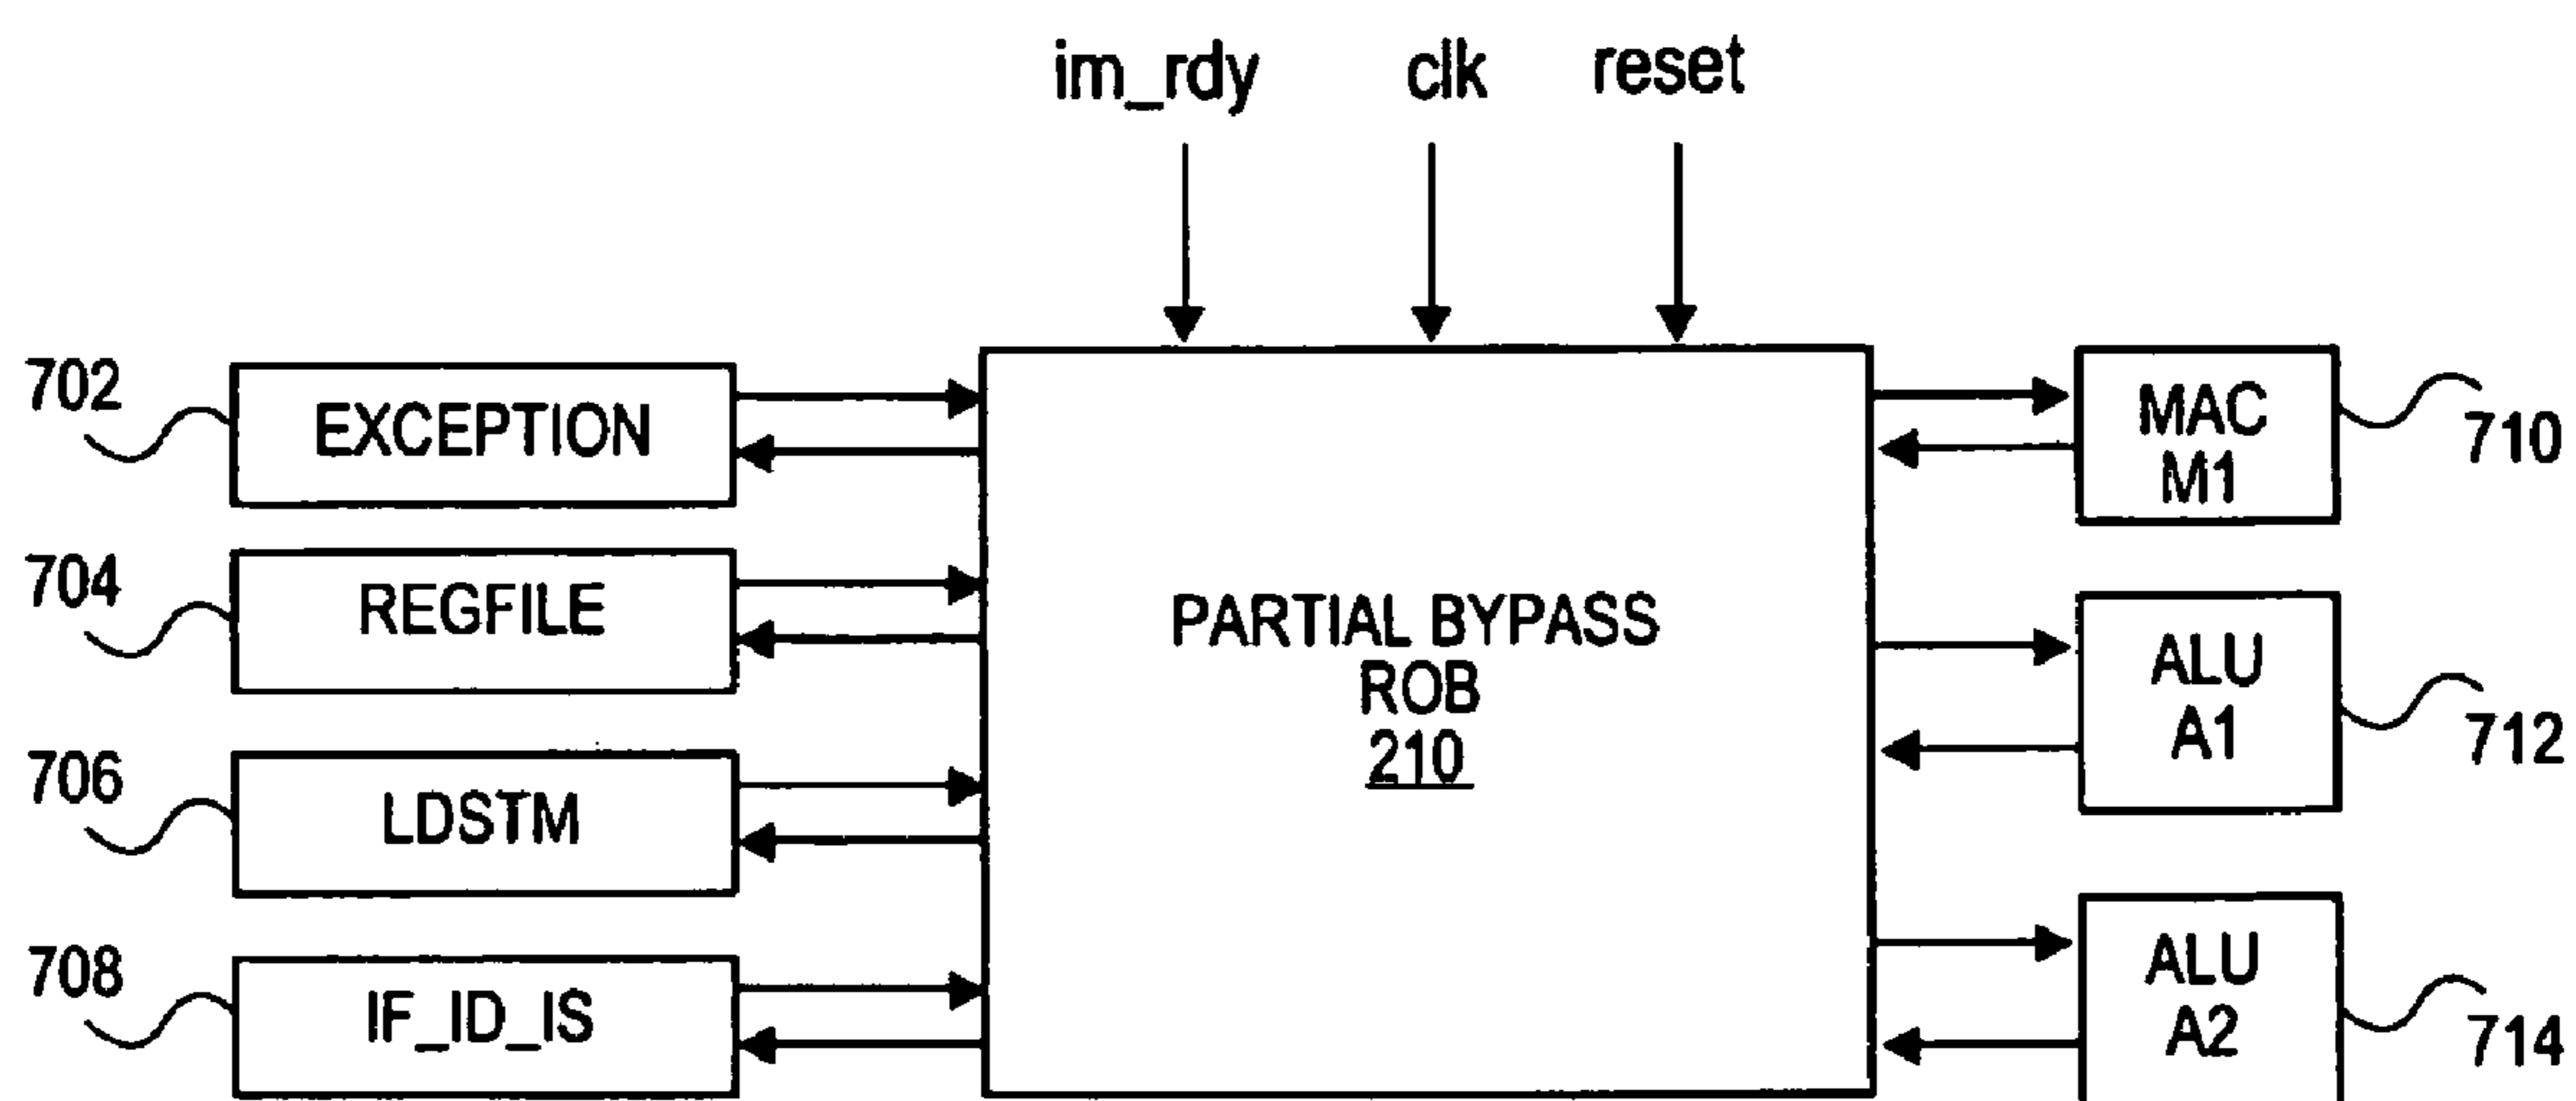 im_rdy clk reset
702
EXCEPTION
704
REGFILE
706
LDSTM
708
IF_ID_IS
PARTIAL BYPASS
ROB
210
MAC
M1
710
ALU
A1
712
ALU
A2
714